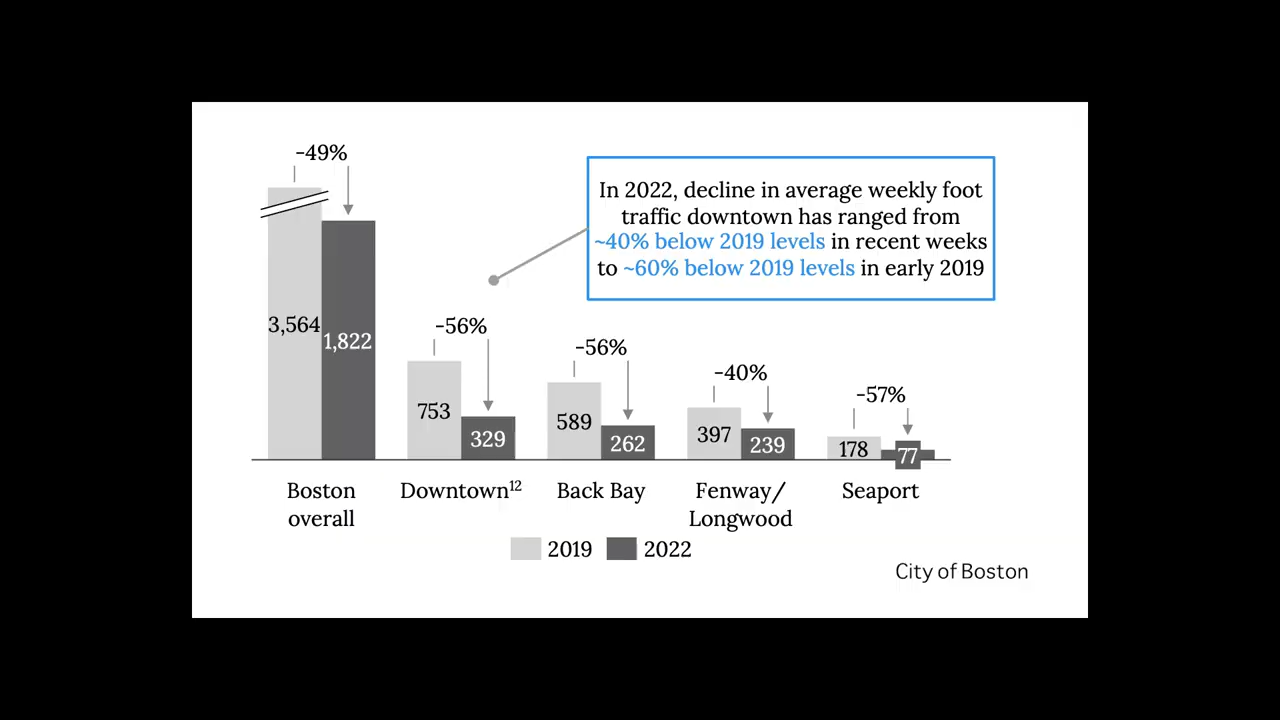 -49%
In 2022, decline in average weekly foot
traffic downtown has ranged from
~40% below 2019 levels in recent weeks
to ~60% below 2019 levels in early 2019
3,564
1,822
-56%
753
329
-56%
589
262
-40%
397
239
-57%
178
77
Boston
overall
Downtown¹²
Back Bay
Fenway/
Longwood
Seaport
2019
2022
City of Boston